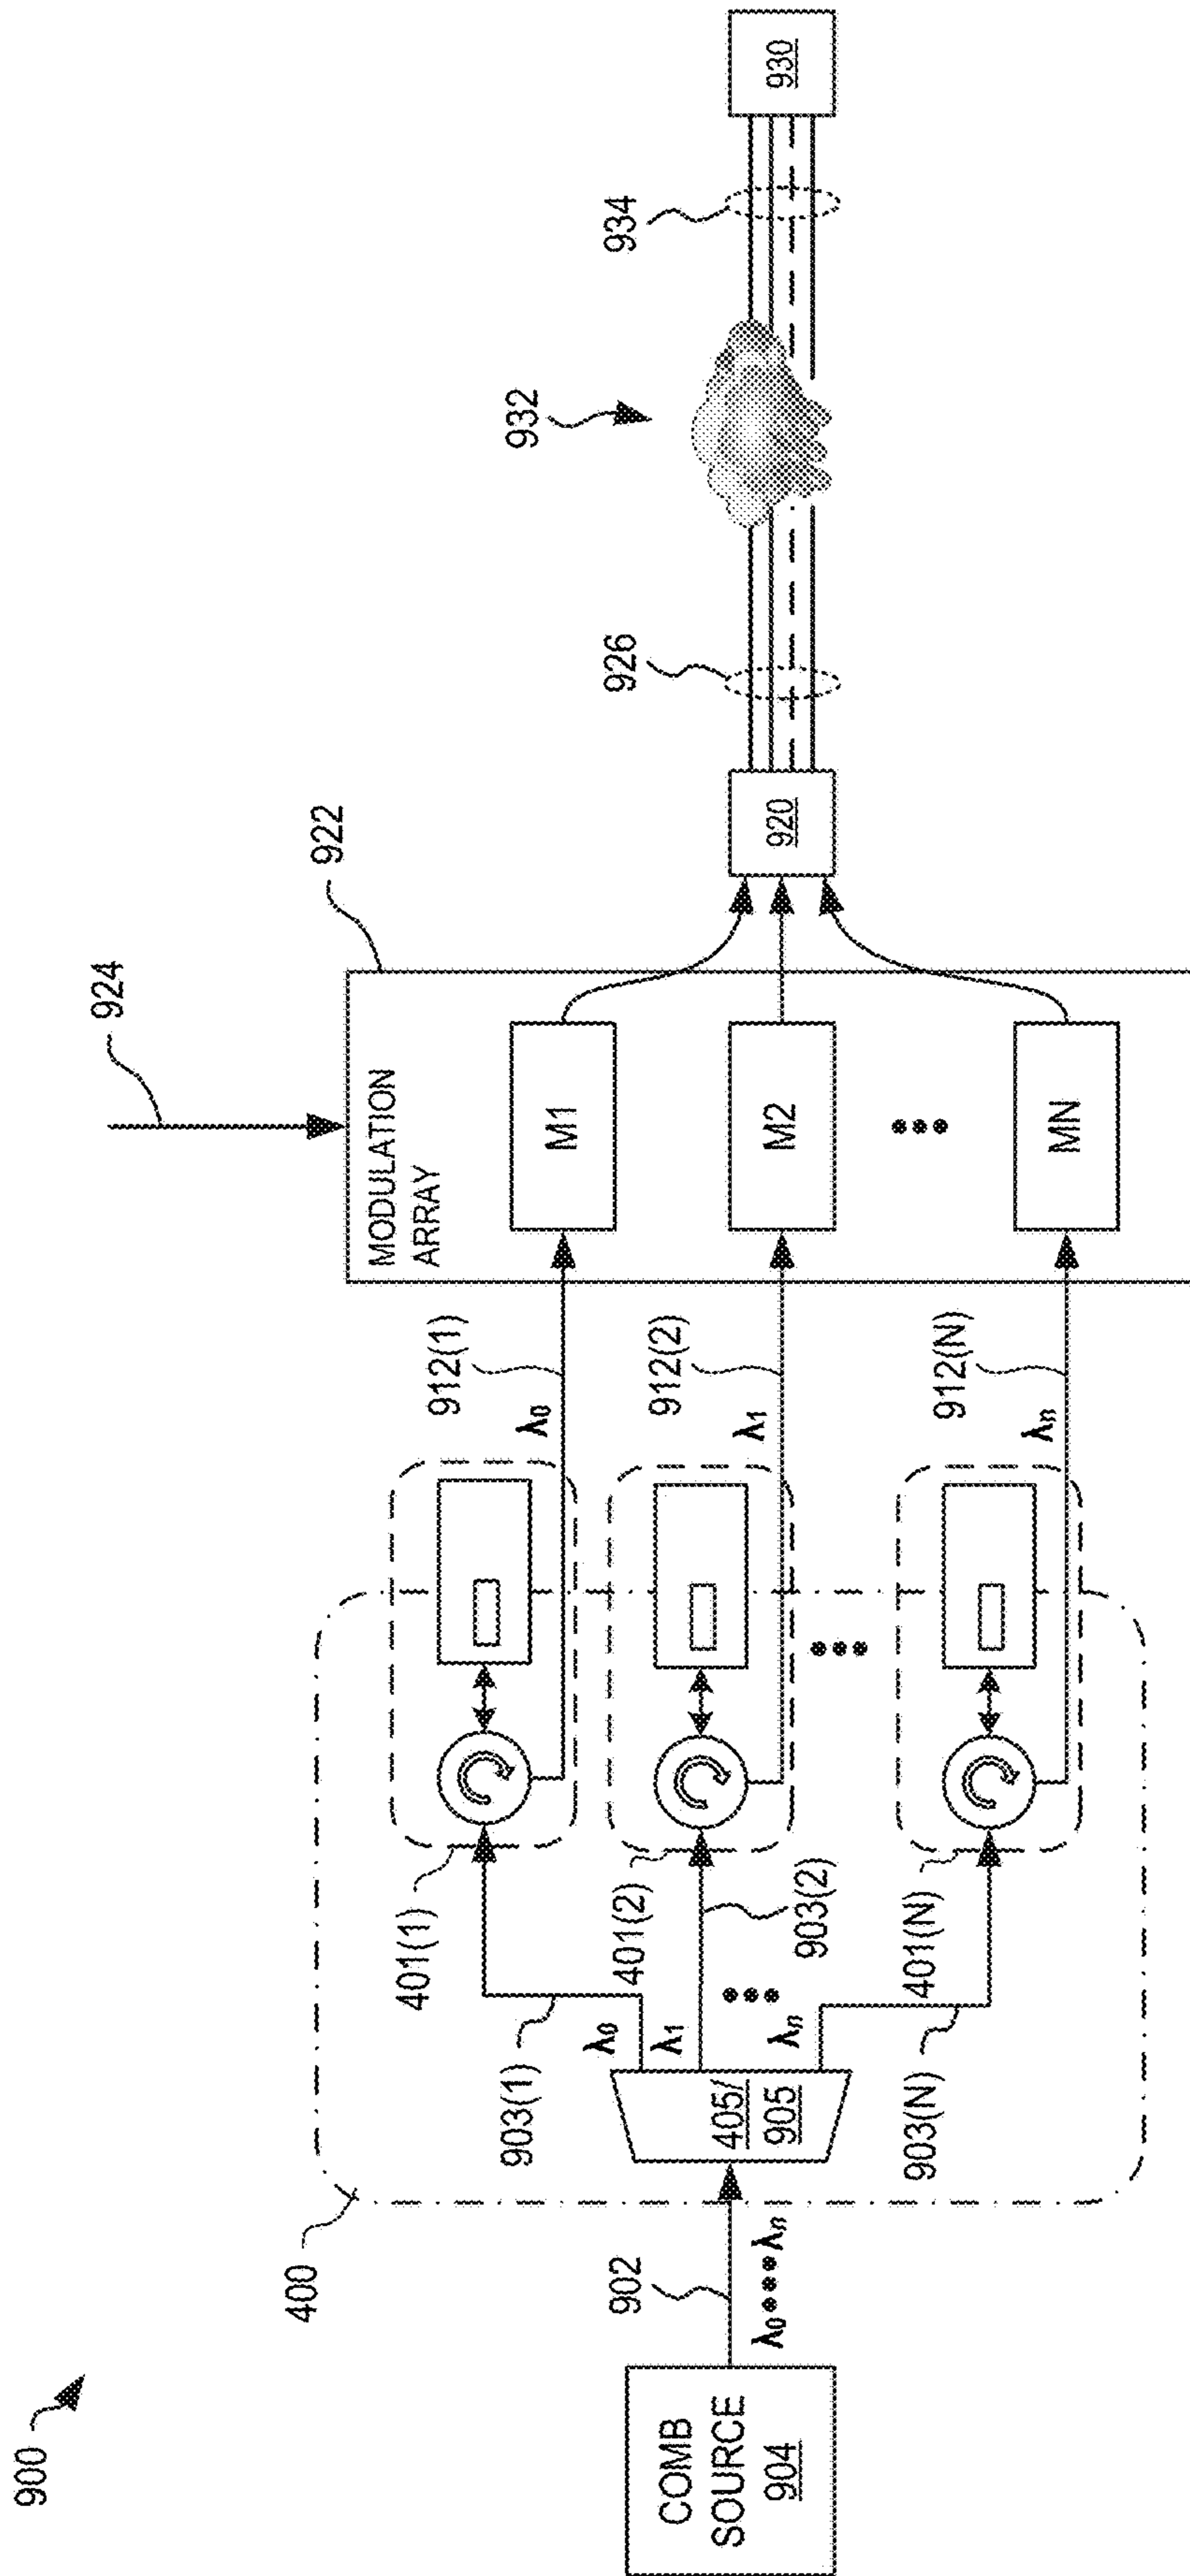 900
400
COMB
SOURCE
904
902
λ0•••λn
405/
905
λ0
λ1
λn
903(1)
903(2)
903(N)
401(1)
401(2)
401(N)
•••
•••
λ0
912(1)
λ1
912(2)
λn
912(N)
924
922
MODULATION
ARRAY
M1
M2
•••
MN
920
926
932
934
930